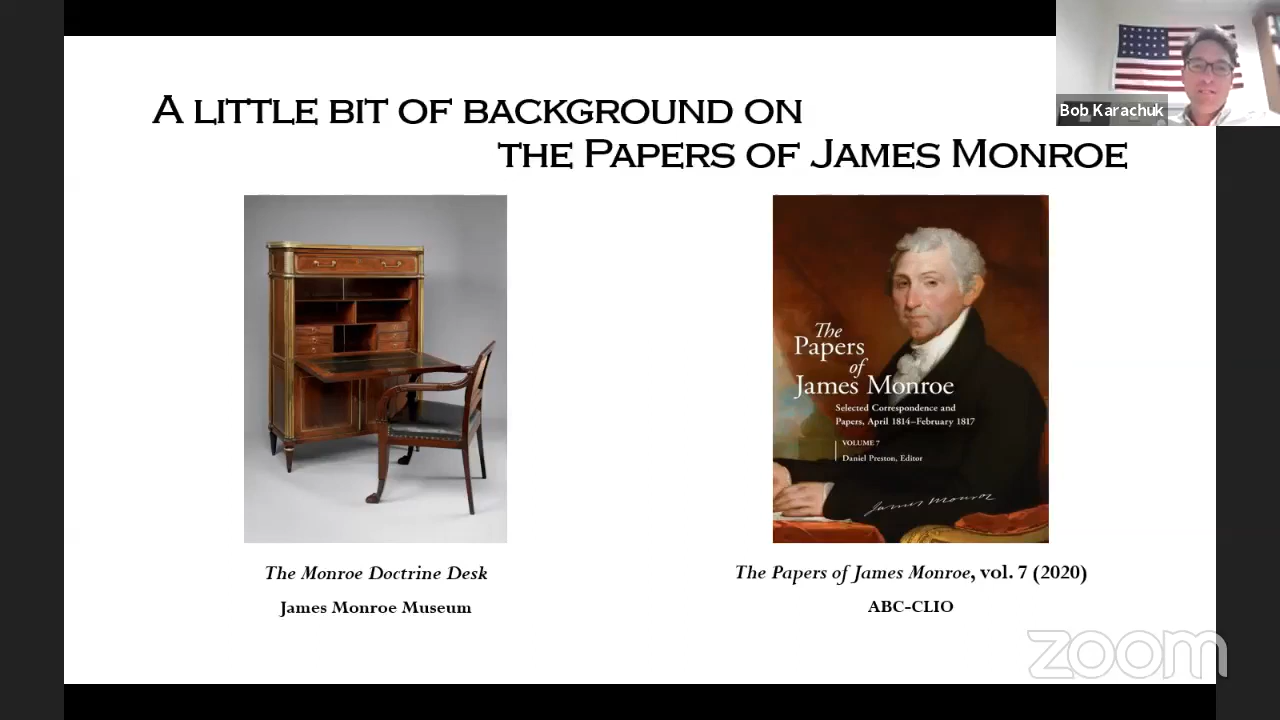 A LITTLE BIT OF BACKGROUND ON
THE PAPERS OF JAMES MONROE
Bob Karachuk
The
Papers
of
James Monroe
Selected Correspondence and
Papers, April 1814–February 1817
VOLUME 7
Daniel Preston, Editor
James Monroe
The Monroe Doctrine Desk
James Monroe Museum
The Papers of James Monroe, vol. 7 (2020)
ABC-CLIO
zoom